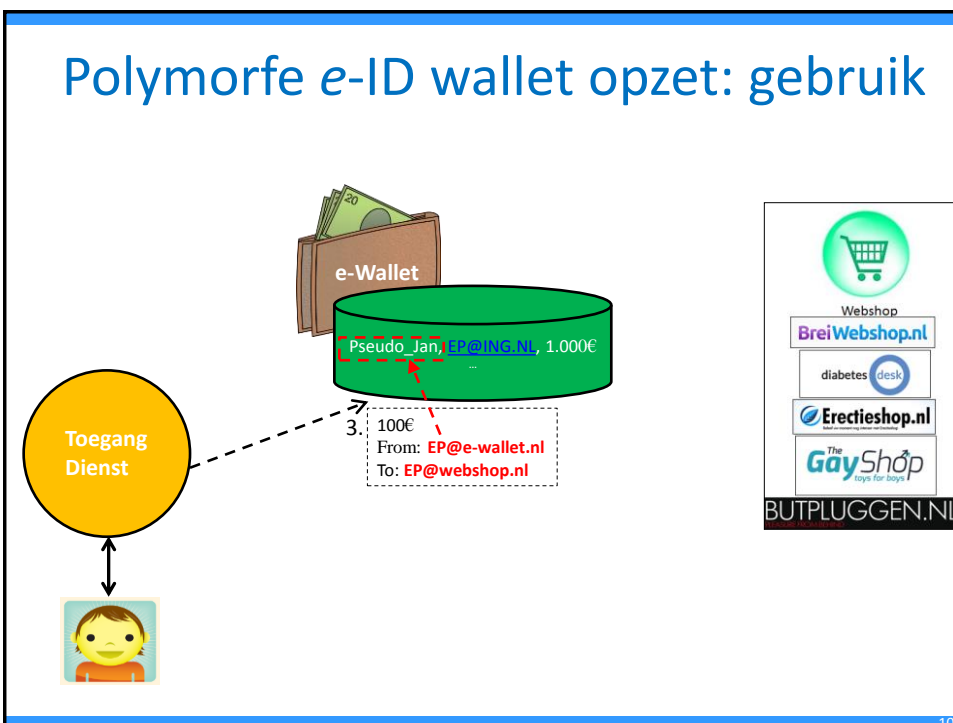 Polymorfe e-ID wallet opzet: gebruik
20
e-Wallet
Pseudo_Jan, EP@ING.NL, 1.000€
...
3.
100€
From: EP@e-wallet.nl
To: EP@webshop.nl
Toegang
Dienst
Webshop
BreiWebshop.nl
diabetes desk
Erectieshop.nl
The
GayShop
toys for boys
BUTPLUGGEN.NL
10